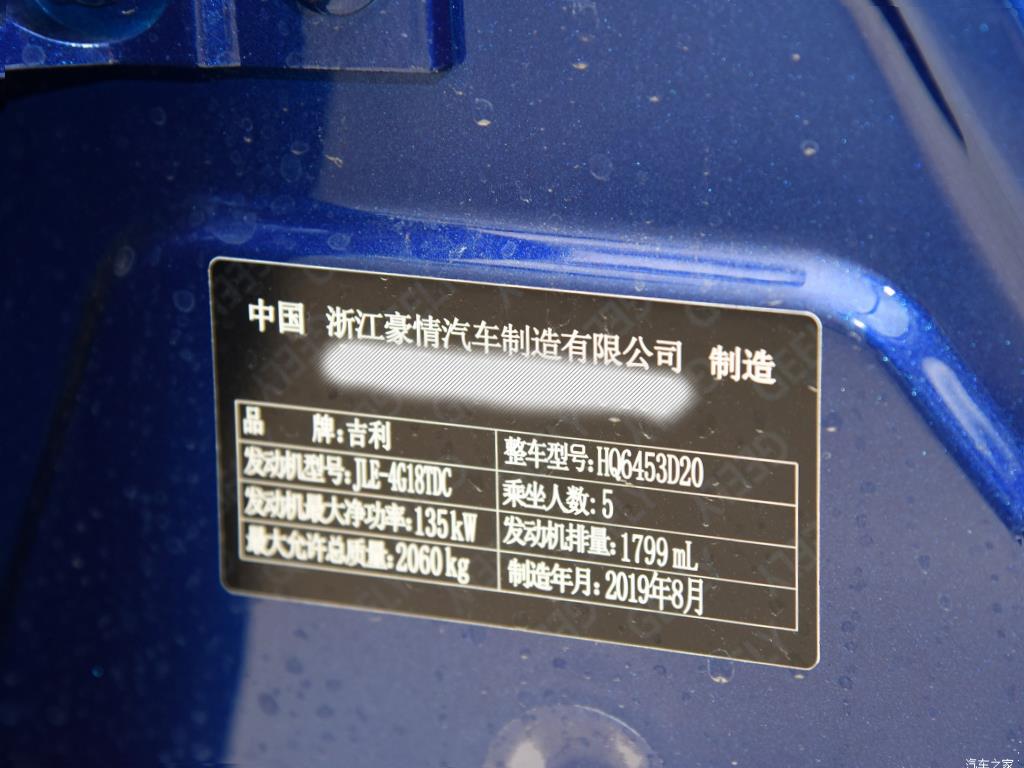 中国 浙江豪情汽车制造有限公司 制造
品 牌:吉利
整车型号:HQ6453D20
发动机型号:JLE-4G18TDC
乘坐人数:5
发动机最大净功率:135kW
发动机排量:1799mL
最大允许总质量:2060kg
制造年月:2019年8月
汽车之家